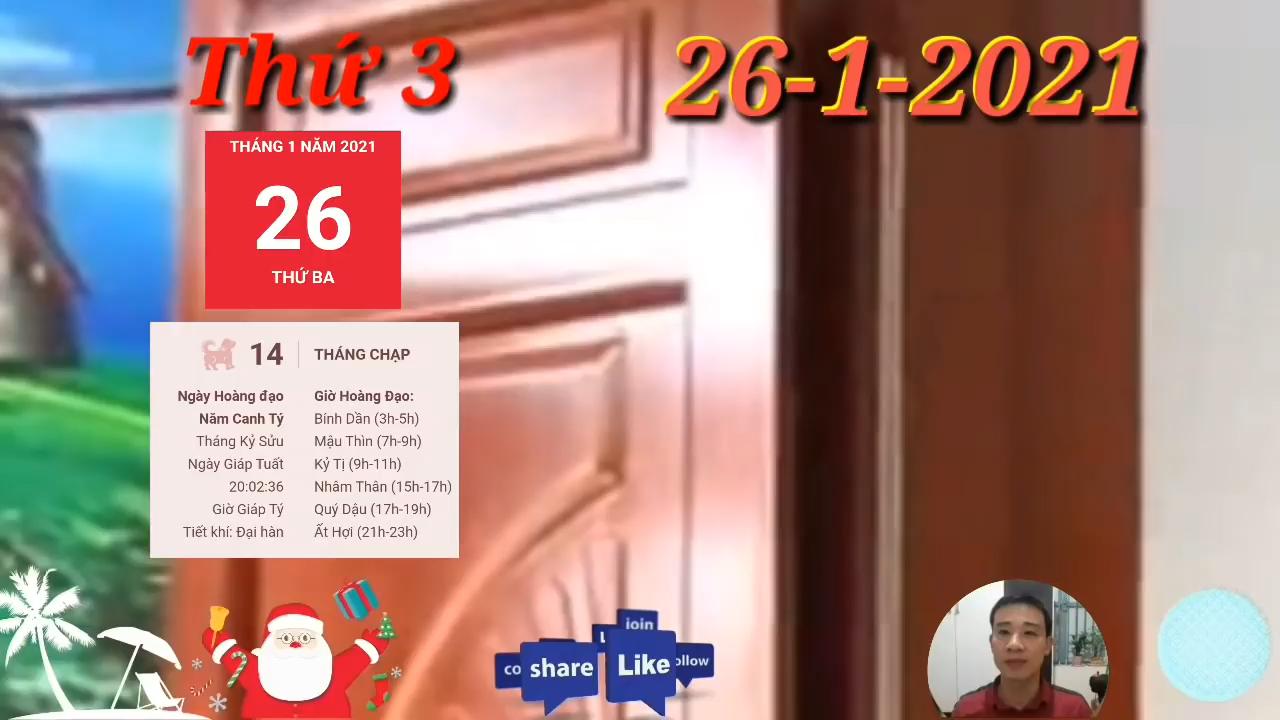 Thứ 3
26-1-2021
THÁNG 1 NĂM 2021
26
THỨ BA
14
THÁNG CHẠP
Ngày Hoàng đạo
Năm Canh Tý
Tháng Kỷ Sửu
Ngày Giáp Tuất
20:02:36
Giờ Giáp Tý
Tiết khí: Đại hàn
Giờ Hoàng Đạo:
Bính Dần (3h-5h)
Mậu Thìn (7h-9h)
Kỷ Tị (9h-11h)
Nhâm Thân (15h-17h)
Quý Dậu (17h-19h)
Ất Hợi (21h-23h)
join
L
co
share
Like
ollow